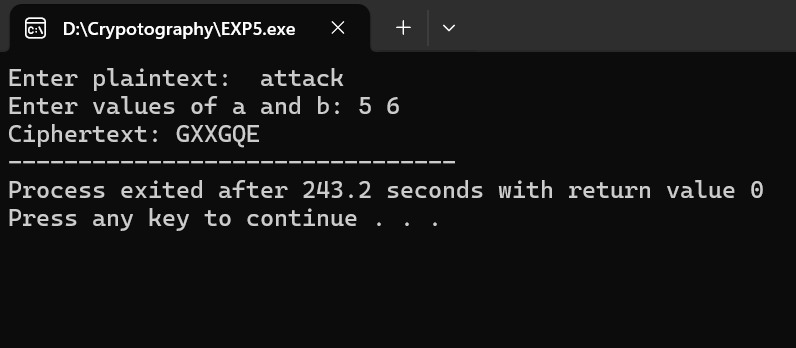 D:\Crypotography\EXP5.exe
Enter plaintext:  attack
Enter values of a and b: 5 6
Ciphertext: GXXGQE
--------------------------------
Process exited after 243.2 seconds with return value 0
Press any key to continue . . .